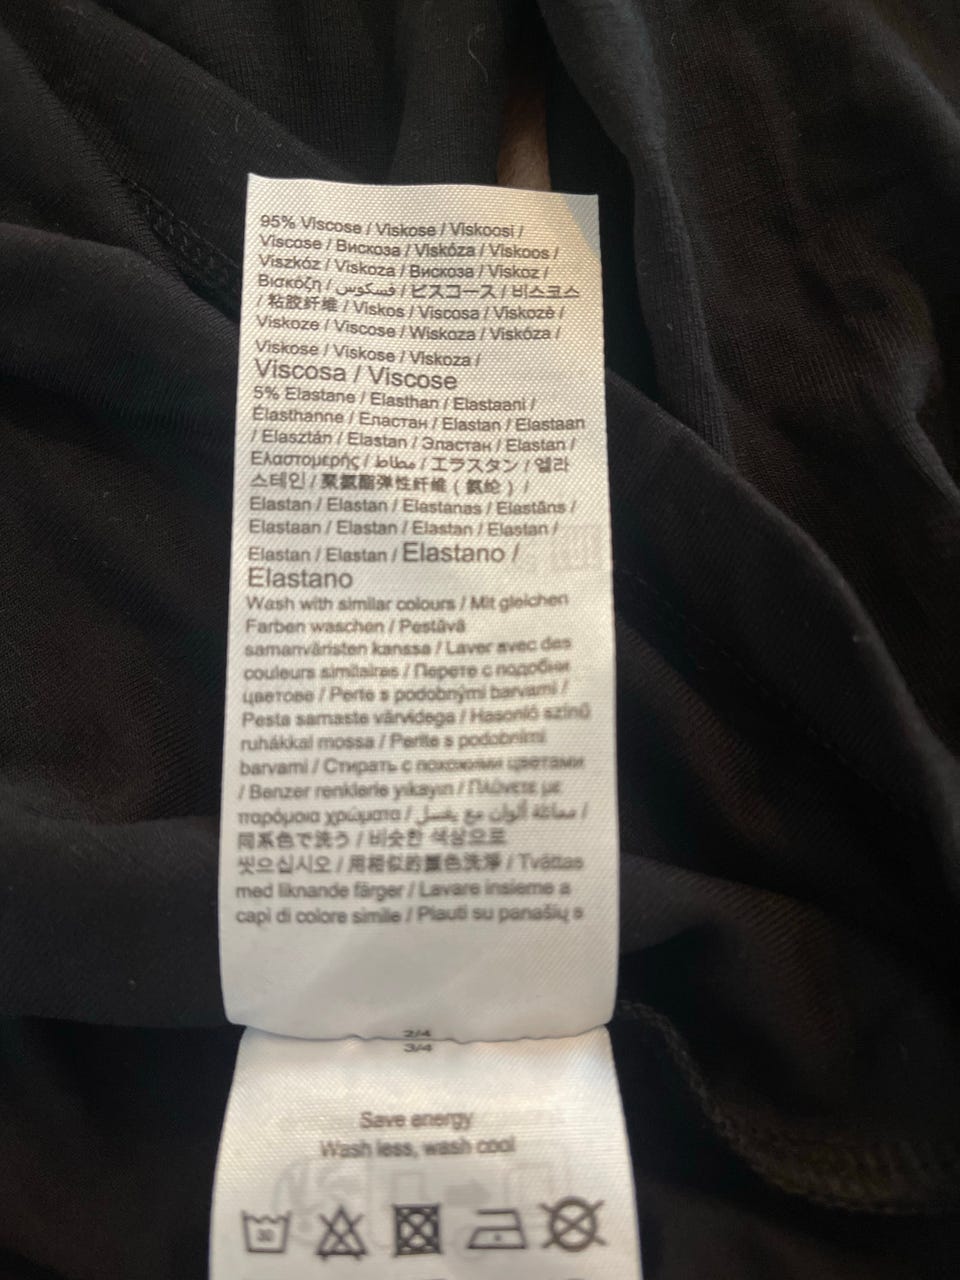 95% Viscose / Viskose / Viskoosi /
Viscose / Вискоза / Viskóza / Viskoos /
Viszkóz / Viskoza / Вискоза / Viskoz /
Βισκόζη / فسكوس / ビスコース / 비스코스
/ 粘胶纤维 / Viskos / Viscosa / Viskozė /
Viskoze / Viscose / Wiskoza / Viskóza /
Viskose / Viskose / Vîskoza /
Viscosa / Viscose
5% Elastane / Elasthan / Elastaani /
Élasthanne / Еластан / Elastan / Elastaan
/ Elasztán / Elastan / Эластан / Elastan /
Ελαστομερής / مطاط / エラスタン / 엘라
스테인 / 聚氨酯弹性纤维 ( 氨纶 ) /
Elastan / Elastan / Elastanas / Elastāns /
Elastaan / Elastan / Elastan / Elastan /
Elastan / Elastan / Elastano /
Elastano
Wash with similar colours / Mit gleichen
Farben waschen / Pestävä
samanväristen kanssa / Laver avec des
couleurs similaires / Перете с подобни
цветове / Perte s podobnými barvami /
Pesta samaste värvidega / Hasonló színű
ruhákkal mossa / Perite s podobnimi
barvami / Стирать с похожими цветами
/ Benzer renklerle yıkayın / Πλύνετε με
παρόμοια χρώματα / يغسل مع ألوان مماثلة /
同系色で洗う / 비슷한 색상으로
씻으십시오 / 用相似的颜色洗淨 / Tvättas
med liknande färger / Lavare insieme a
capi di colore simile / Plauti su panašių s
2/4
3/4
Save energy
Wash less, wash cool
30